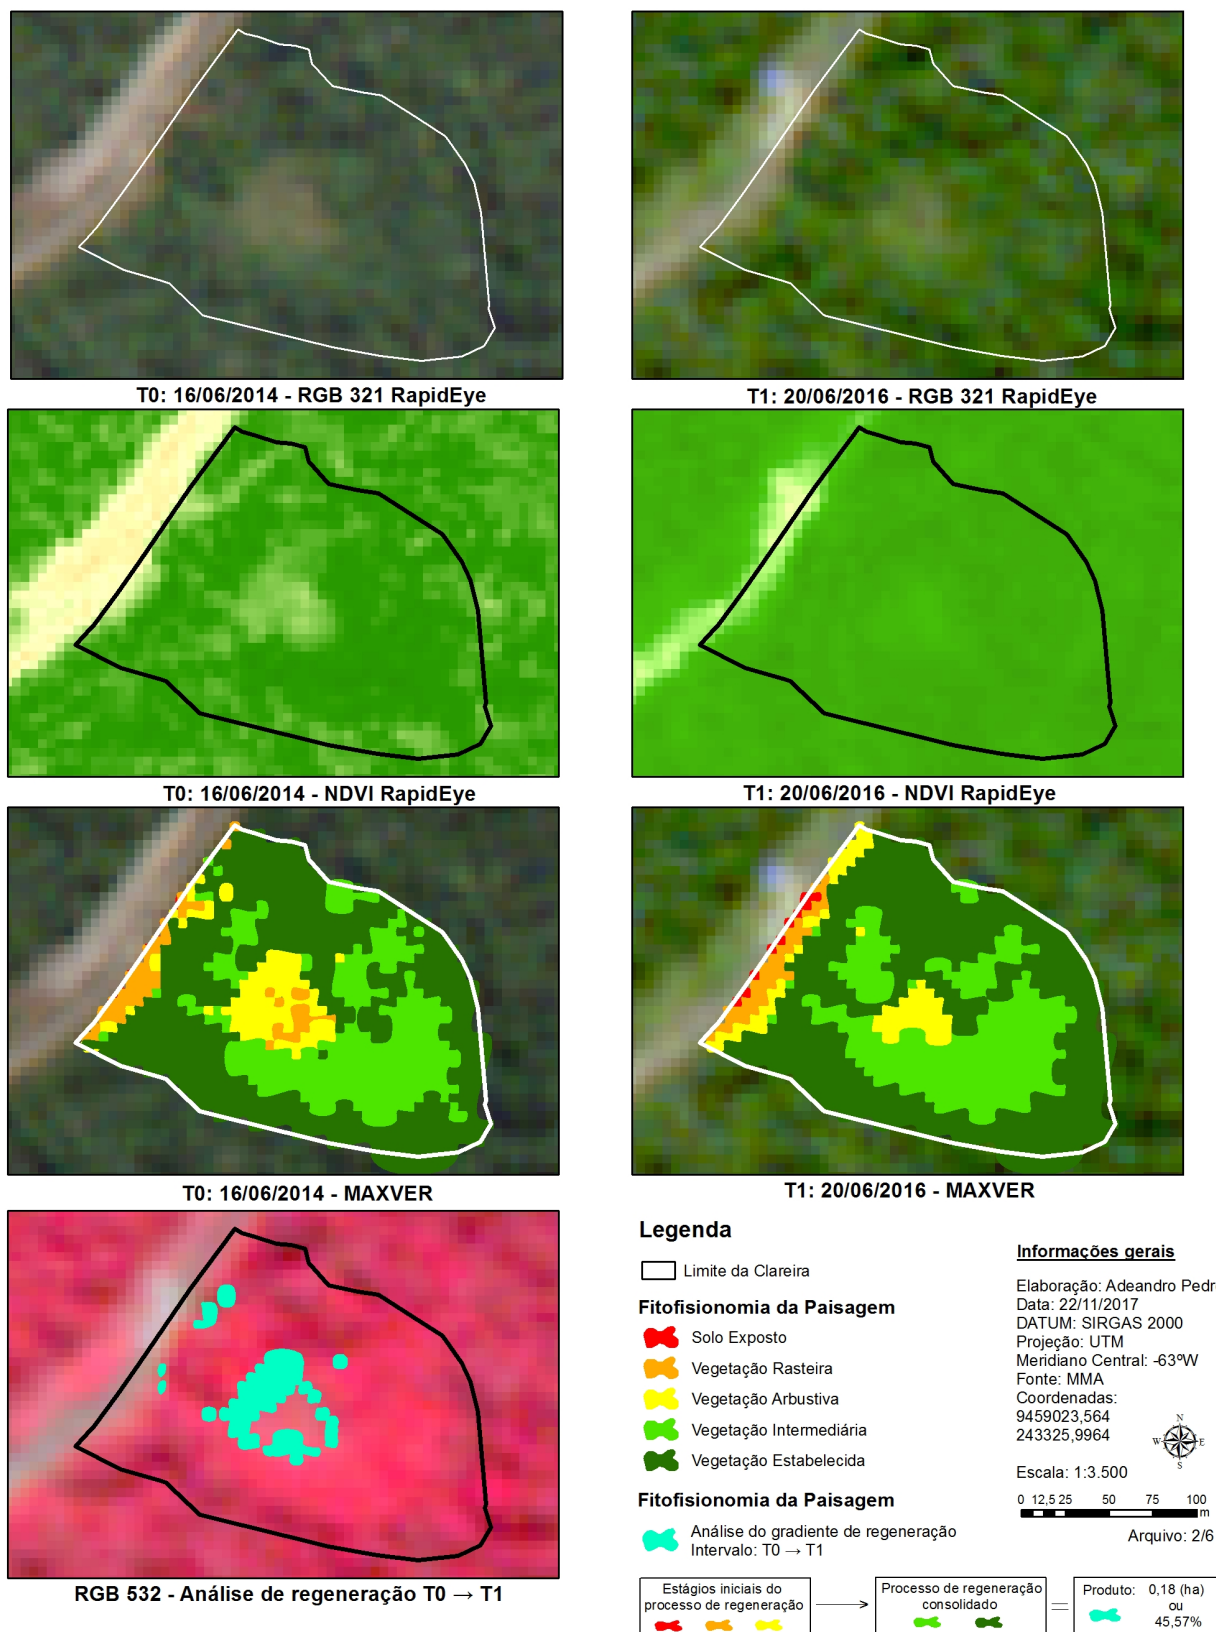 T0: 16/06/2014 - RGB 321 RapidEye
T1: 20/06/2016 - RGB 321 RapidEye
T0: 16/06/2014 - NDVI RapidEye
T1: 20/06/2016 - NDVI RapidEye
T0: 16/06/2014 - MAXVER
T1: 20/06/2016 - MAXVER
RGB 532 - Análise de regeneração T0 → T1
Legenda
Limite da Clareira
Fitofisionomia da Paisagem
Solo Exposto
Vegetação Rasteira
Vegetação Arbustiva
Vegetação Intermediária
Vegetação Estabelecida
Fitofisionomia da Paisagem
Análise do gradiente de regeneração
Intervalo: T0 → T1
Informações gerais
Elaboração: Adeandro Pedr
Data: 22/11/2017
DATUM: SIRGAS 2000
Projeção: UTM
Meridiano Central: -63ºW
Fonte: MMA
Coordenadas:
9459023,564
243325,9964
N
W E
S
Escala: 1:3.500
0 12,5 25 50 75 100
m
Arquivo: 2/6
Estágios iniciais do
processo de regeneração
Processo de regeneração
consolidado
Produto: 0,18 (ha)
ou
45,57%